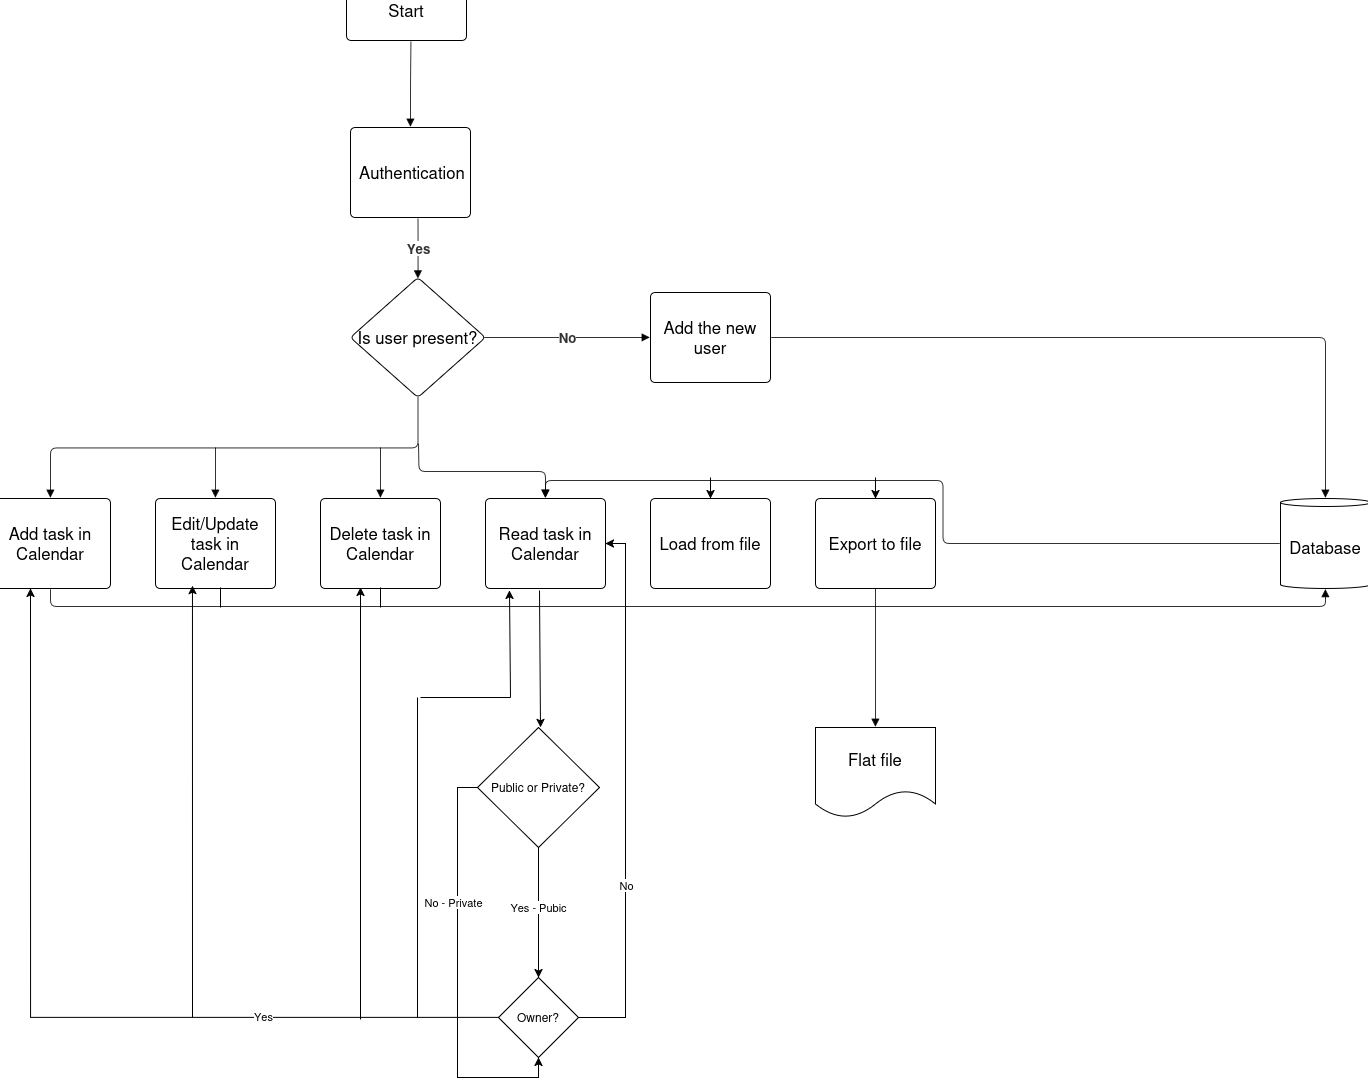 Start
Authentication
Yes
Is user present?
No
Add the new
user
Add task in
Calendar
Edit/Update
task in
Calendar
Delete task in
Calendar
Read task in
Calendar
Load from file
Export to file
Database
Flat file
Public or Private?
No
No - Private
Yes - Pubic
Yes
Owner?